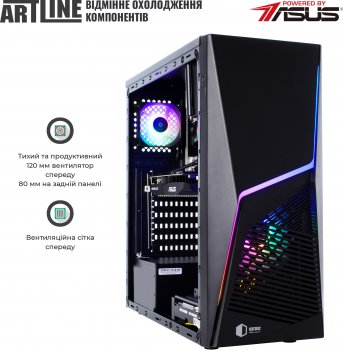 ARTLINE
ВІДМІННЕ ОХОЛОДЖЕННЯ
КОМПОНЕНТІВ
POWERED BY
ASUS
Тихий та продуктивний
120 мм вентилятор
спереду
80 мм на задній панелі
Вентиляційна сітка
спереду
QUBE